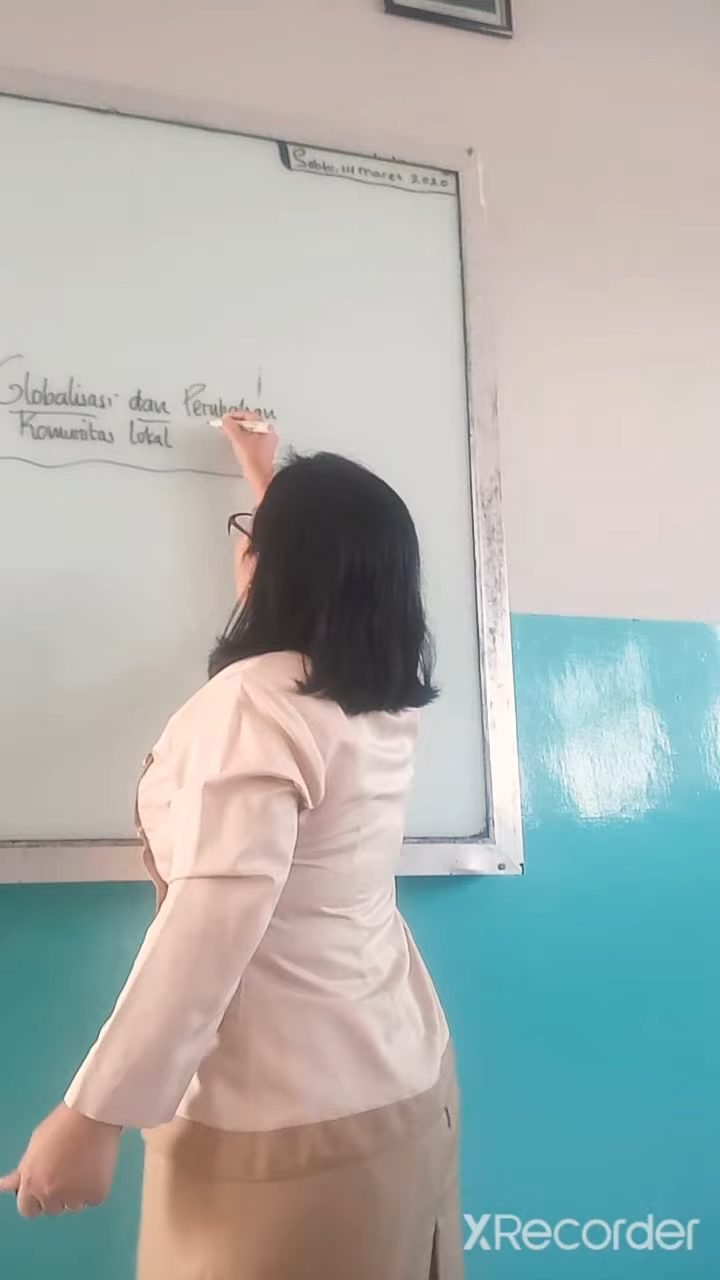 Sabtu, 14 Maret 2020
Globalisasi dan Perubahan
Komunitas lokal
XRecorder